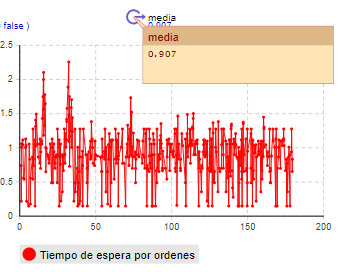 media
= false )
0.907
media
0.907
2.5
2
1.5
1
0.5
0
0 50 100 150 200
Tiempo de espera por ordenes